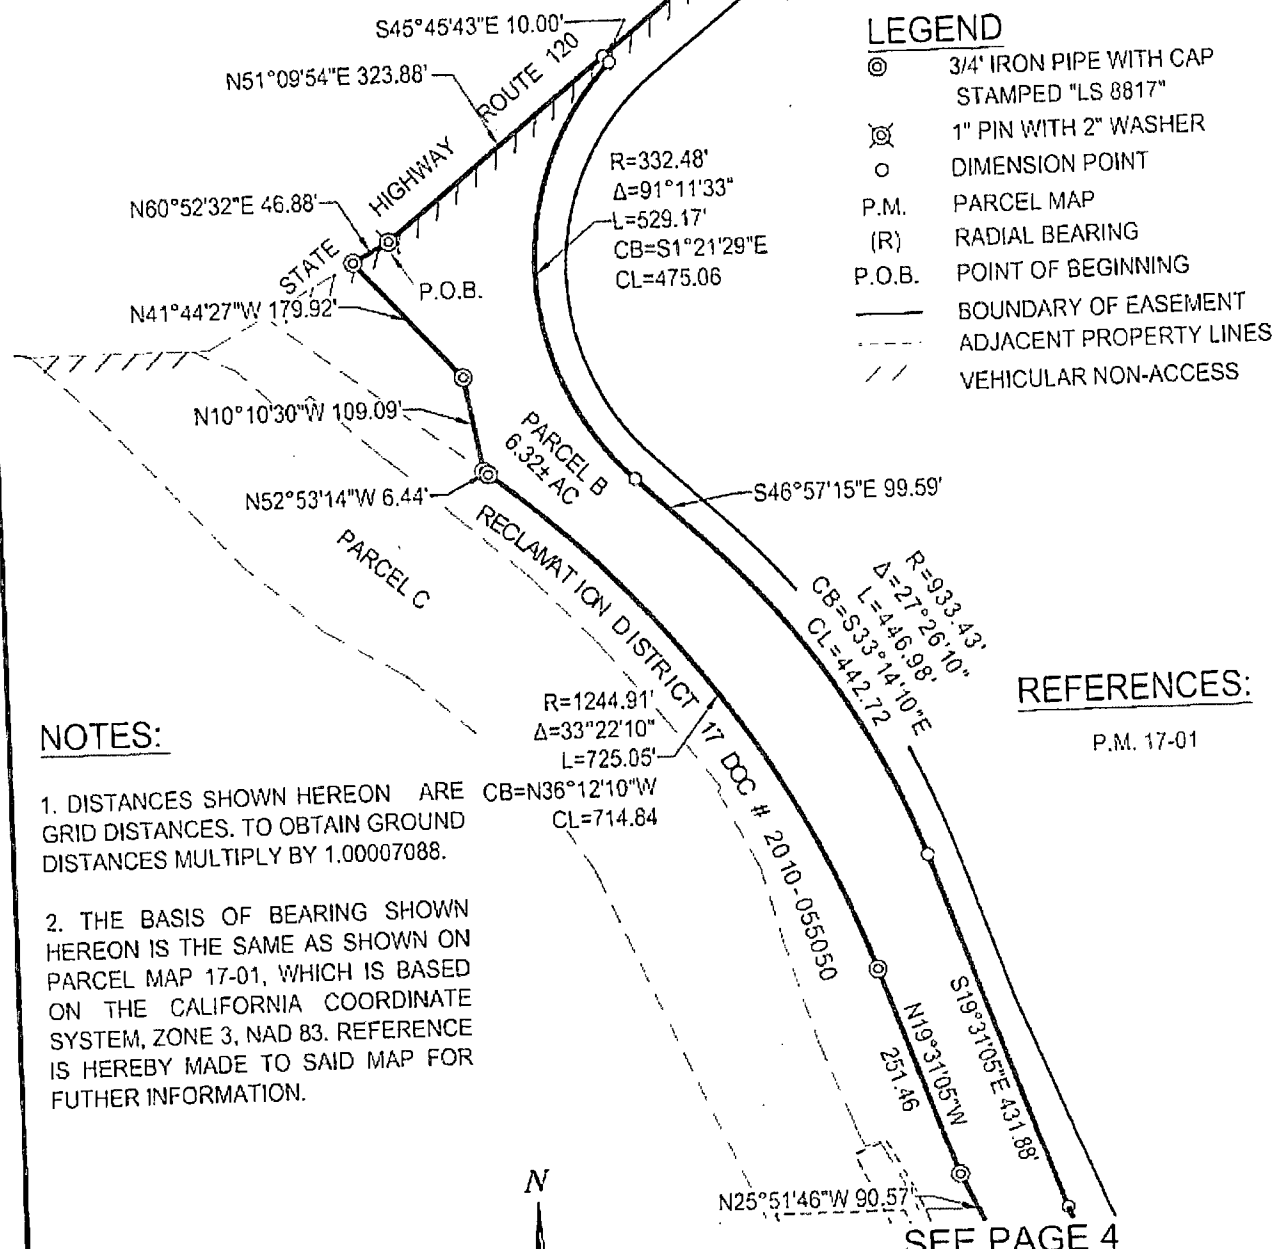 S45°45'43"E 10.00'
N51°09'54"E 323.88'
STATE HIGHWAY ROUTE 120
N60°52'32"E 46.88'
P.O.B.
N41°44'27"W 179.92'
N10°10'30"W 109.09'
N52°53'14"W 6.44'
R=332.48'
Δ=91°11'33"
L=529.17'
CB=S1°21'29"E
CL=475.06
PARCEL B
6.32± AC
S46°57'15"E 99.59'
PARCEL C
RECLAMATION DISTRICT 17 DOC # 2010-055050
R=933.43'
Δ=27°26'10"
L=446.98'
CB=S33°14'10"E
CL=442.72
R=1244.91'
Δ=33°22'10"
L=725.05'
CB=N36°12'10"W
CL=714.84
N19°31'05"W
251.46
S19°31'05"E 431.88'
N25°51'46"W 90.57'
SEE PAGE 4
N
LEGEND
3/4' IRON PIPE WITH CAP
STAMPED "LS 8817"
1" PIN WITH 2" WASHER
DIMENSION POINT
P.M. PARCEL MAP
(R) RADIAL BEARING
P.O.B. POINT OF BEGINNING
BOUNDARY OF EASEMENT
ADJACENT PROPERTY LINES
VEHICULAR NON-ACCESS
REFERENCES:
P.M. 17-01
NOTES:
1. DISTANCES SHOWN HEREON ARE
GRID DISTANCES. TO OBTAIN GROUND
DISTANCES MULTIPLY BY 1.00007088.
2. THE BASIS OF BEARING SHOWN
HEREON IS THE SAME AS SHOWN ON
PARCEL MAP 17-01, WHICH IS BASED
ON THE CALIFORNIA COORDINATE
SYSTEM, ZONE 3, NAD 83. REFERENCE
IS HEREBY MADE TO SAID MAP FOR
FUTHER INFORMATION.